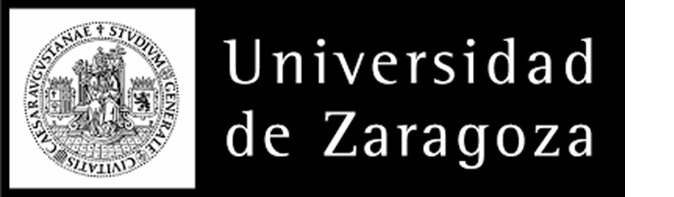 STVDIVM GENERALE CIVITATIS CAESARAVGVSTANAE
Universidad
de Zaragoza